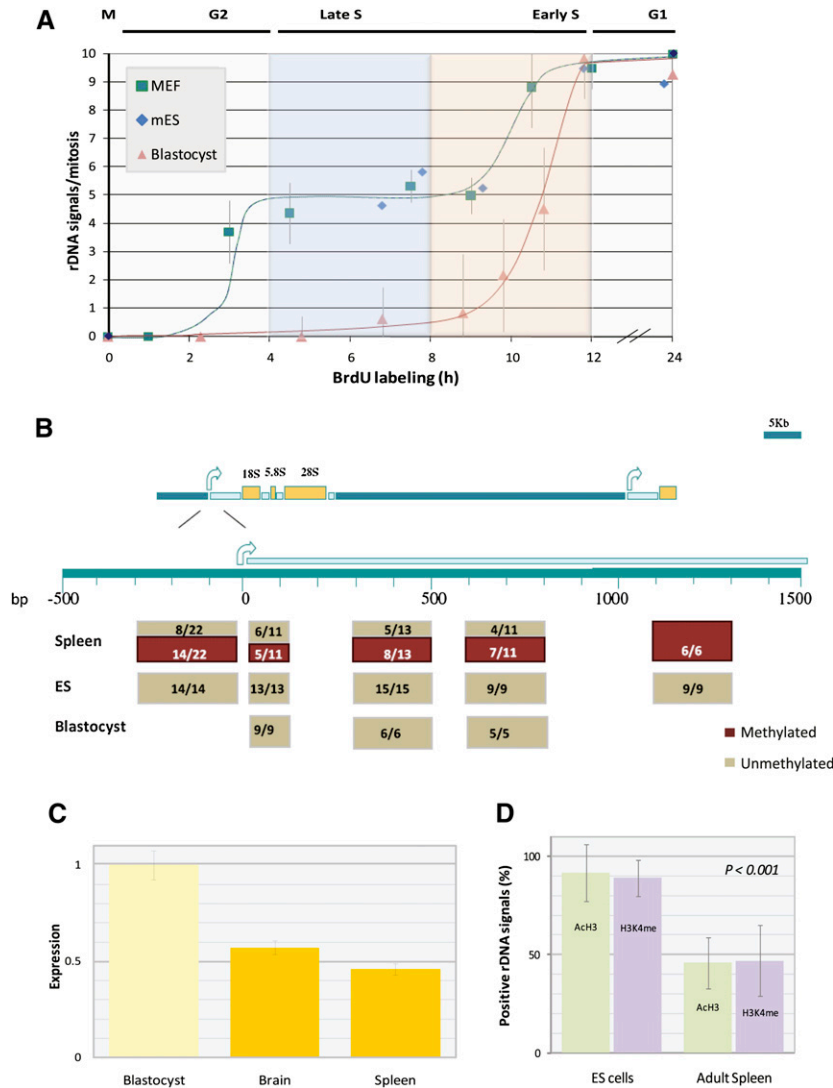 M G2 Late S Early S G1
A
10
9
8
7
6
5
4
3
2
1
0
rDNA signals/mitosis
MEF
mES
Blastocyst
0 2 4 6 8 10 12 24
BrdU labeling (h)
B
5Kb
18S 5.8S 28S
bp -500 0 500 1000 1500
Spleen
8/22 6/11 5/13 4/11
14/22 5/11 8/13 7/11 6/6
ES 14/14 13/13 15/15 9/9 9/9
Blastocyst 9/9 6/6 5/5
Methylated
Unmethylated
C
1
0.5
0
Expression
Blastocyst Brain Spleen
D
100
50
0
Positive rDNA signals (%)
P < 0.001
AcH3 H3K4me
AcH3 H3K4me
ES cells Adult Spleen